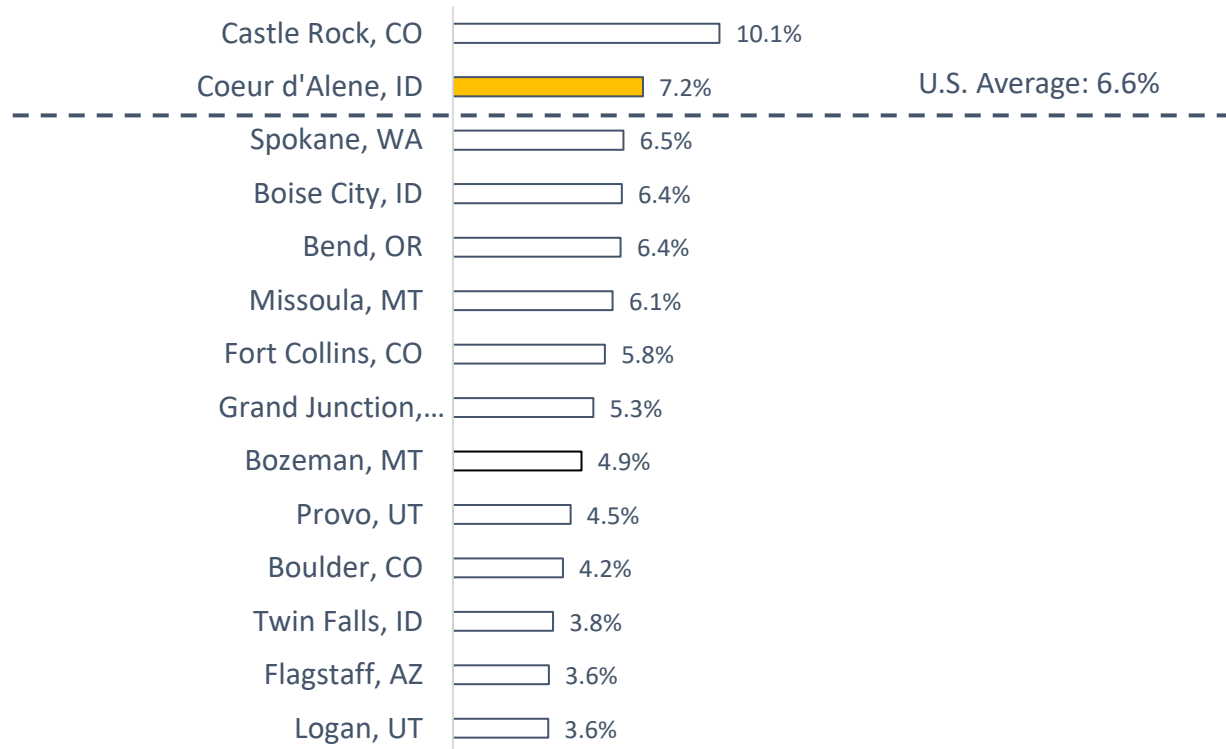 Castle Rock, CO 10.1%
Coeur d'Alene, ID 7.2% U.S. Average: 6.6%
Spokane, WA 6.5%
Boise City, ID 6.4%
Bend, OR 6.4%
Missoula, MT 6.1%
Fort Collins, CO 5.8%
Grand Junction,... 5.3%
Bozeman, MT 4.9%
Provo, UT 4.5%
Boulder, CO 4.2%
Twin Falls, ID 3.8%
Flagstaff, AZ 3.6%
Logan, UT 3.6%